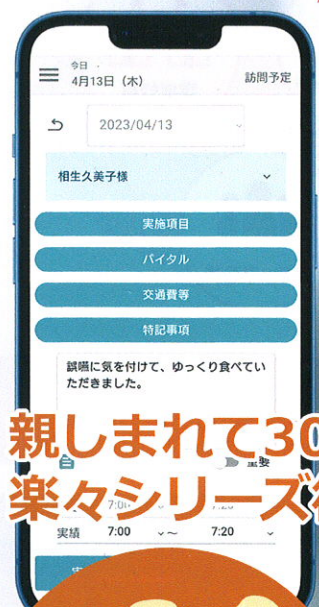 今日
4月13日（木）
訪問予定
2023/04/13
相生久美子様
実施項目
バイタル
交通費等
特記事項
誤嚥に気を付けて、ゆっくり食べてい
ただきました。
親しまれて30
重要
楽々シリーズ
7:20
実績 7:00 ～ 7:20